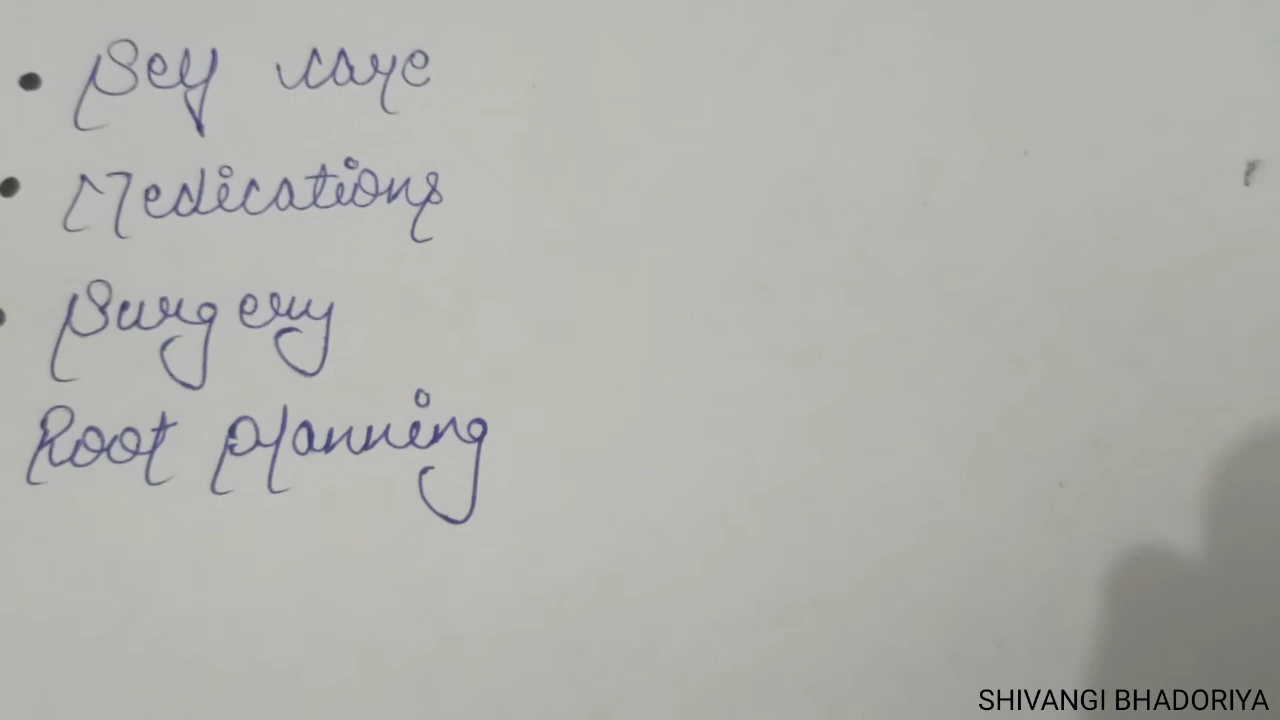 • Self care
• Medications
• Surgery
Root planning
SHIVANGI BHADORIYA